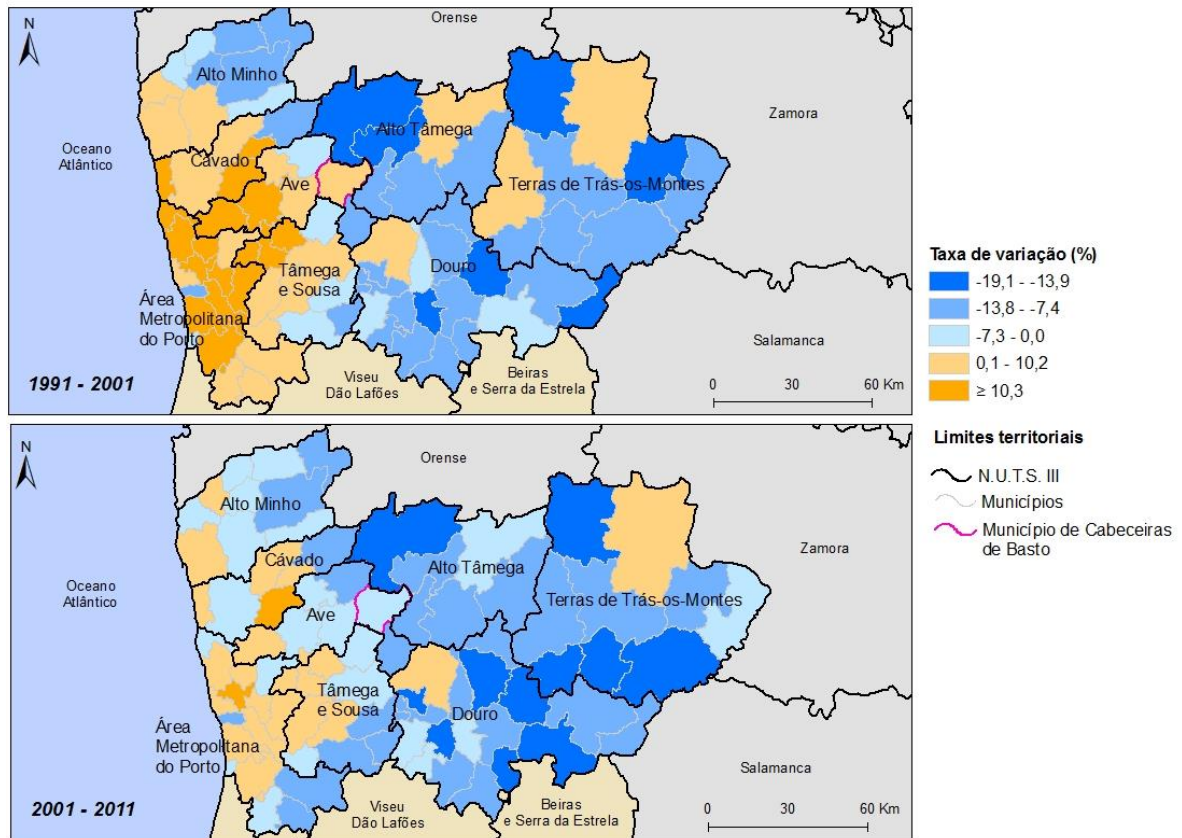 N
Orense
Alto Minho
Zamora
Alto Tâmega
Oceano
Atlântico
Cávado
Ave
Terras de Trás-os-Montes
Douro
Tâmega
e Sousa
Área
Metropolitana
do Porto
Salamanca
Viseu
Dão Lafões
Beiras
e Serra da Estrela
0 30 60 Km
1991 - 2001
Taxa de variação (%)
-19,1 - -13,9
-13,8 - -7,4
-7,3 - 0,0
0,1 - 10,2
≥ 10,3
Limites territoriais
N.U.T.S. III
Municípios
Município de Cabeceiras
de Basto
N
Orense
Alto Minho
Zamora
Cávado
Alto Tâmega
Oceano
Atlântico
Terras de Trás-os-Montes
Ave
Tâmega
e Sousa
Douro
Área
Metropolitana
do Porto
Salamanca
Viseu
Dão Lafões
Beiras
e Serra da Estrela
0 30 60 Km
2001 - 2011